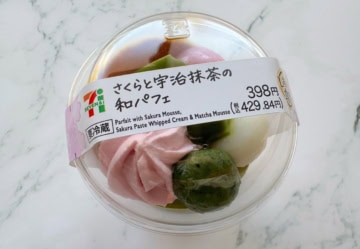 さくらと宇治抹茶の
和パフェ
要冷蔵
Parfait with Sakura Mousse,
Sakura Paste Whipped Cream & Matcha Mousse
398円
(税込429.84円)